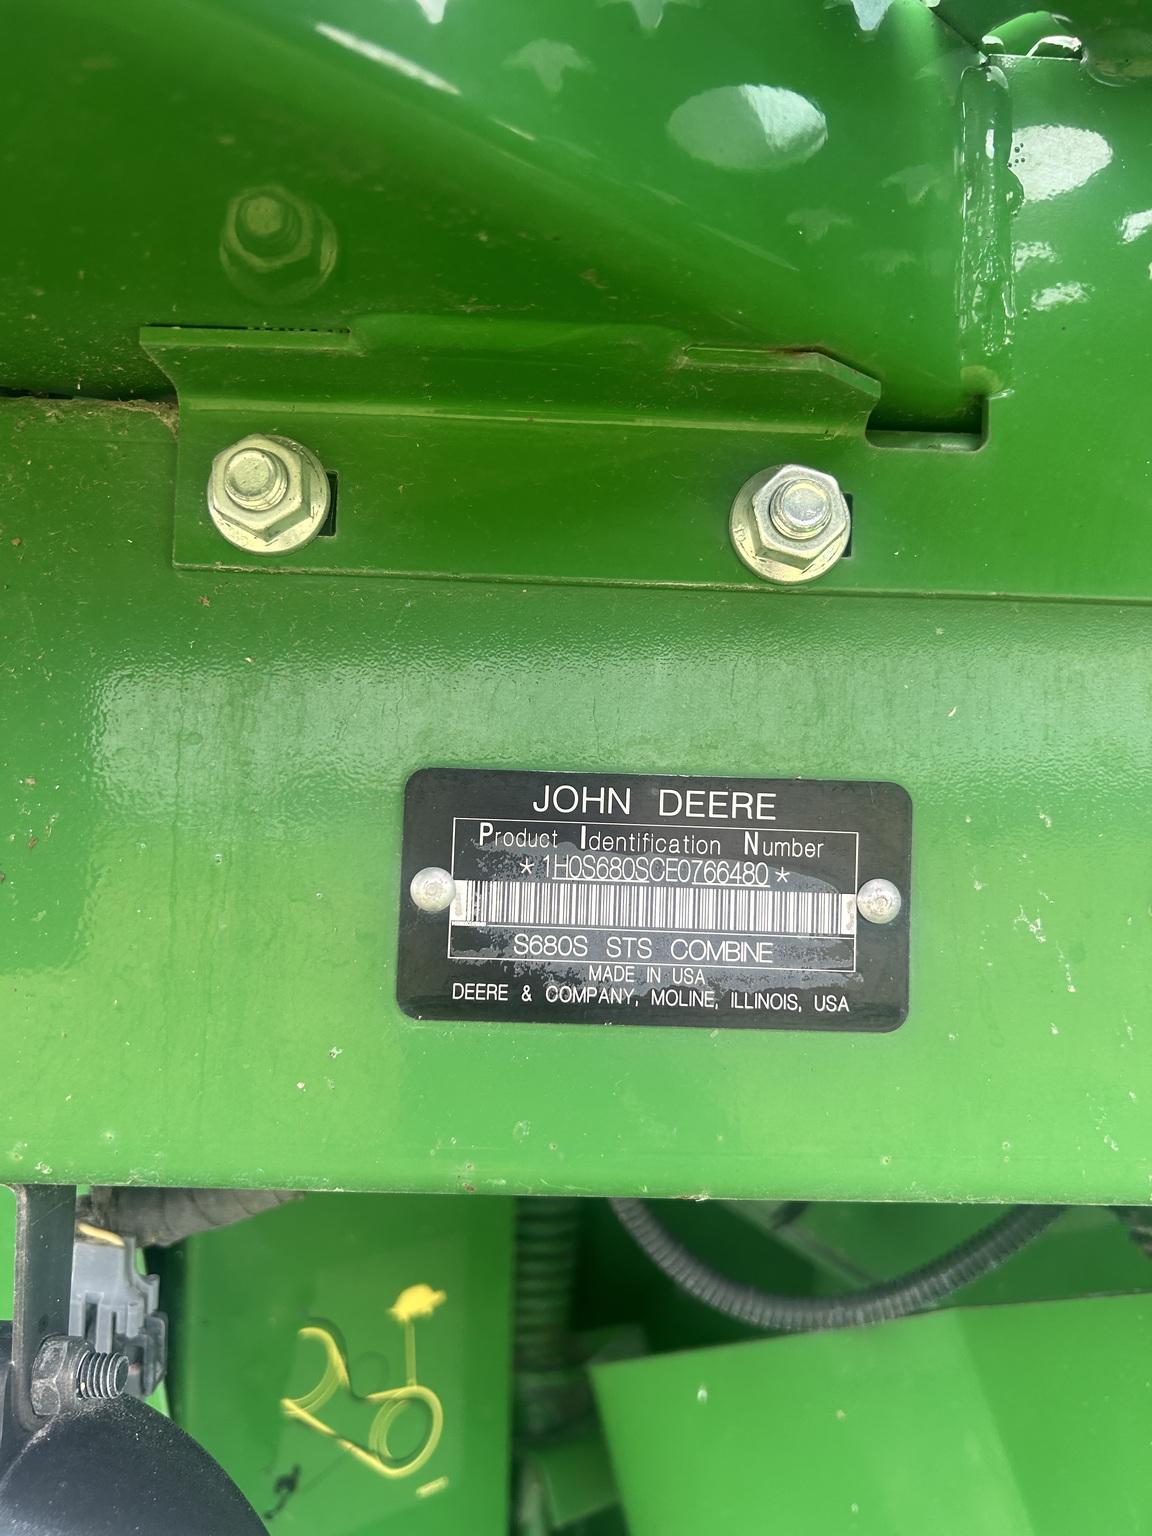 JOHN DEERE
Product Identification Number
*1H0S680SCE0766480*
S680S STS COMBINE
MADE IN USA
DEERE & COMPANY, MOLINE, ILLINOIS, USA